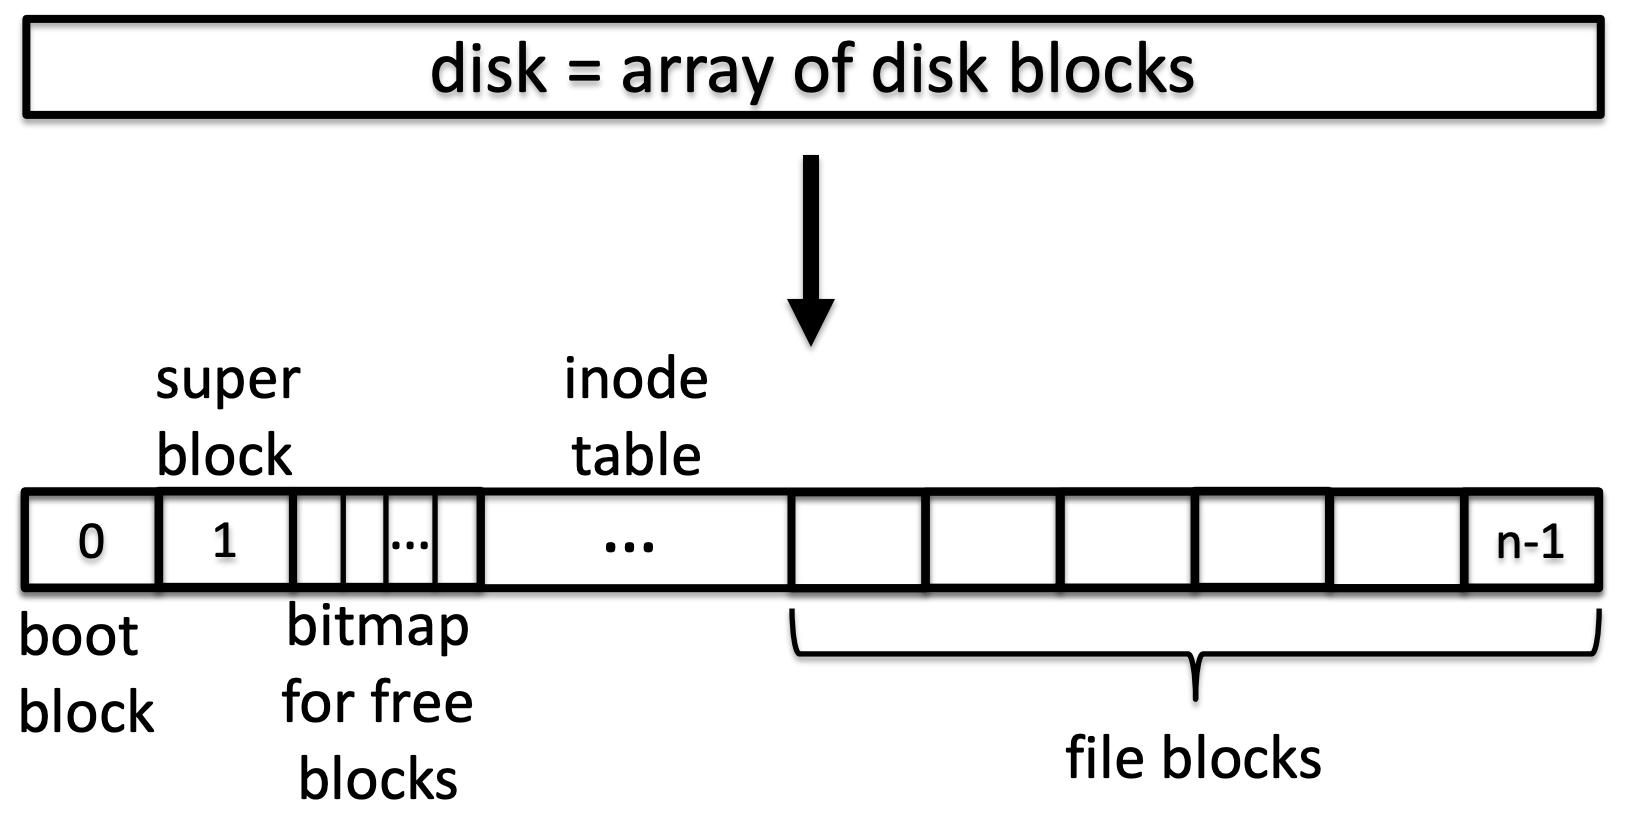 disk = array of disk blocks
super
block
inode
table
0
1
...
...
n-1
boot
block
bitmap
for free
blocks
file blocks